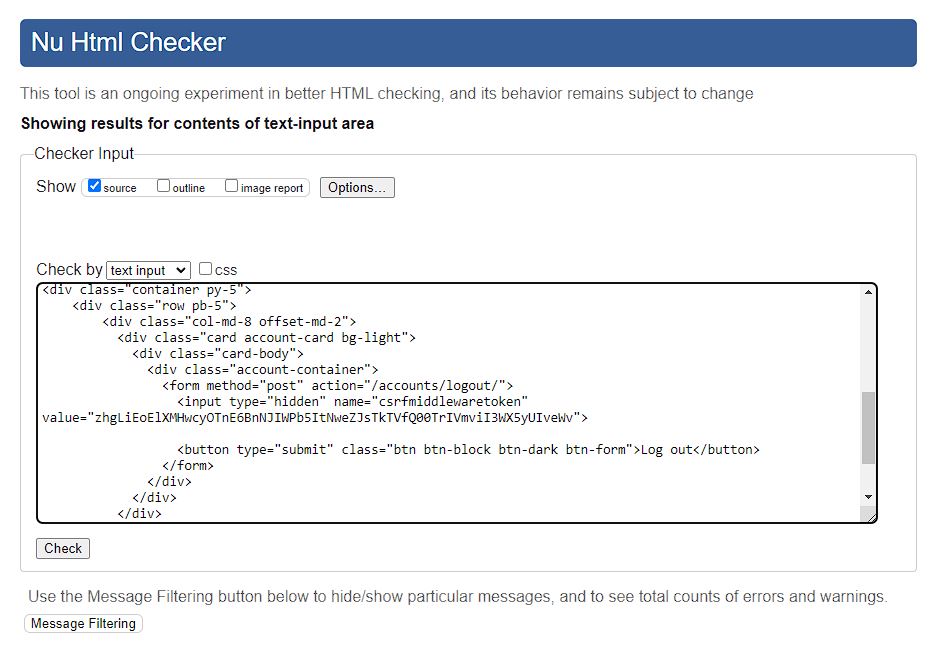 Nu Html Checker
This tool is an ongoing experiment in better HTML checking, and its behavior remains subject to change
Showing results for contents of text-input area
Checker Input
Show source outline image report Options...
Check by text input css
<div class="container py-5">
<div class="row pb-5">
<div class="col-md-8 offset-md-2">
<div class="card account-card bg-light">
<div class="card-body">
<div class="account-container">
<form method="post" action="/accounts/logout/">
<input type="hidden" name="csrfmiddlewaretoken"
value="zhgLiEoElXMHwcyOTnE6BnNJIWPb5ItNweZJsTkTVfQ00TrIVmviI3WX5yUIveWv">
<button type="submit" class="btn btn-block btn-dark btn-form">Log out</button>
</form>
</div>
</div>
</div>
Check
Use the Message Filtering button below to hide/show particular messages, and to see total counts of errors and warnings.
Message Filtering